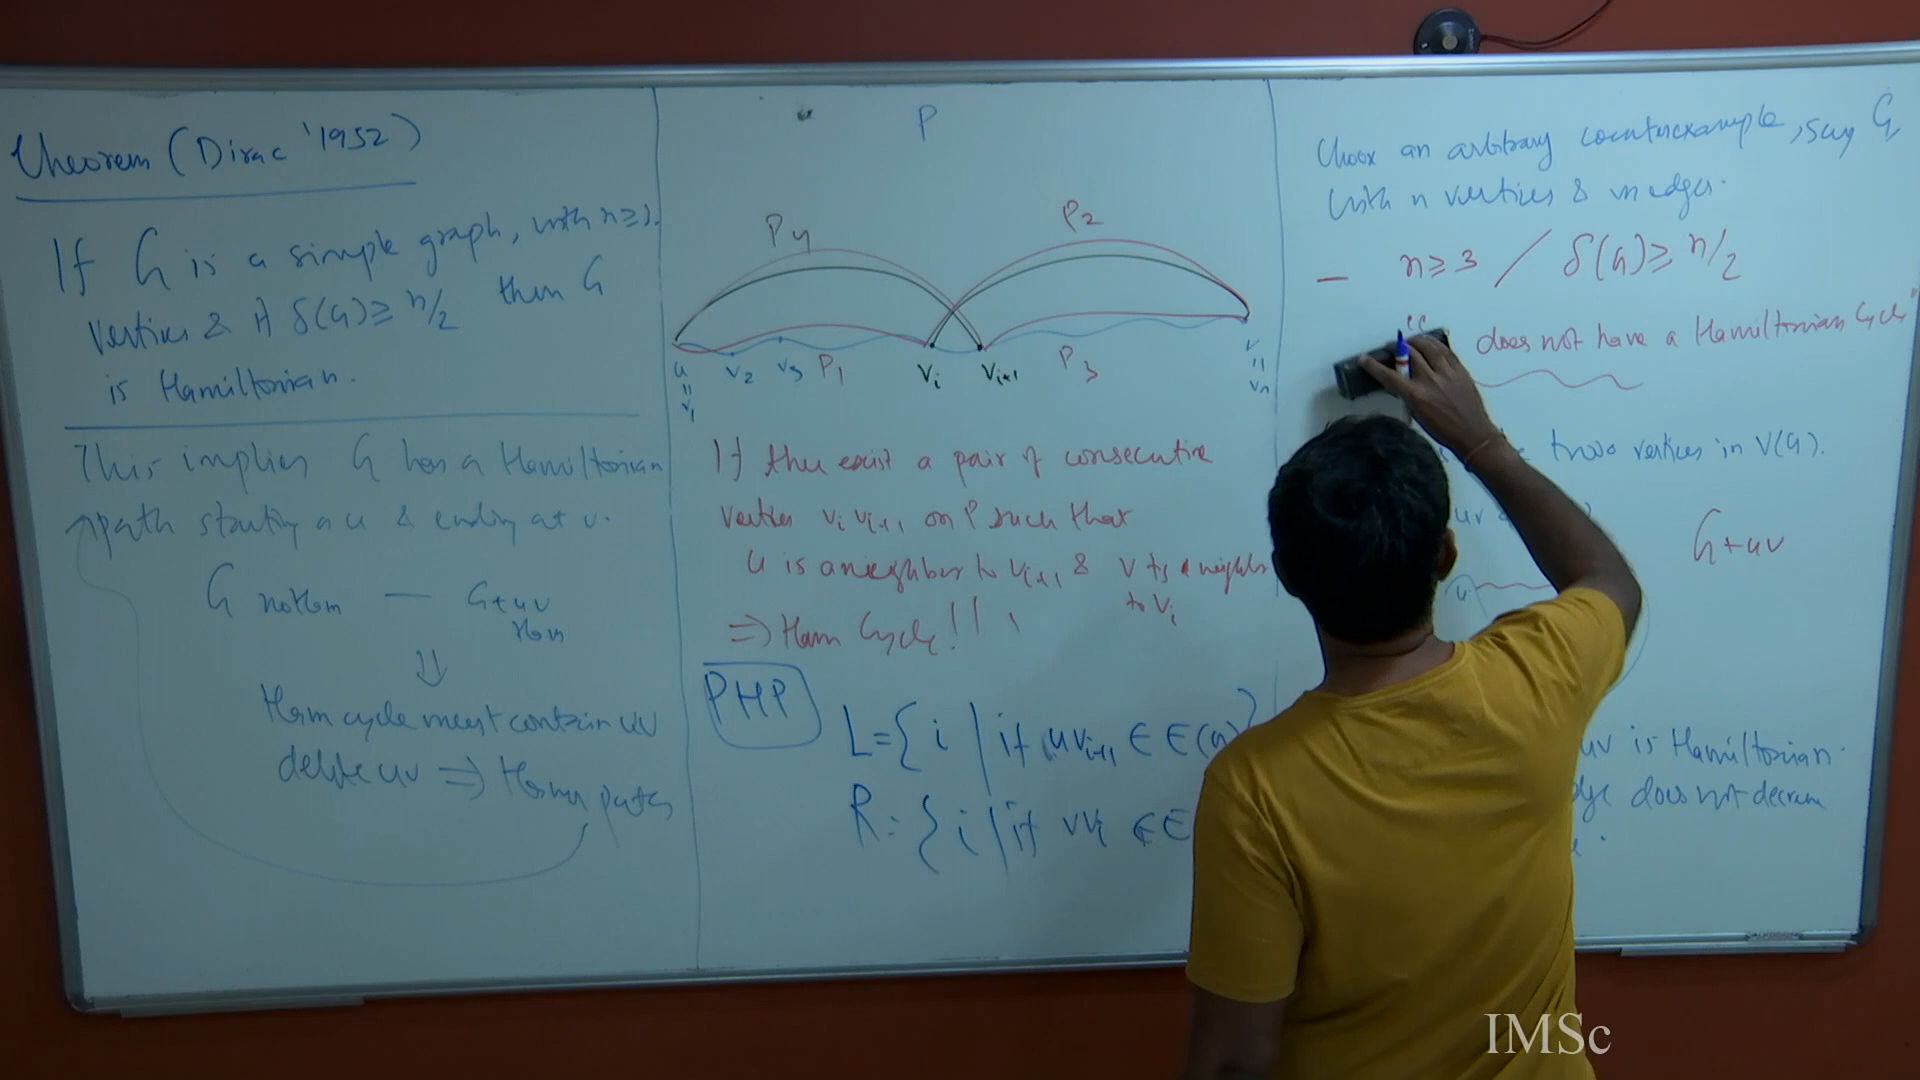 Theorem (Dirac '1952)
If G is a simple graph, with n≥3
vertices & if δ(G) ≥ n/2 then G
is Hamiltonian.
This implies G has a Hamiltonian
path starting a u & ending at v.
G not Ham — G+uv
Ham
⇓
Ham cycle must contain uv
delete uv ⇒ Ham path
P
P4
P2
P1
P3
u
=
v1
v2
v3
vi
vi+1
v
=
vn
If there exist a pair of consecutive
vertices vi vi+1 on P such that
u is a neighbor to vi+1 & v is a neighbor
to vi
⇒ Ham Cycle!!
PHP
L = { i | if uvi+1 ∈ E(G) }
R: { i | if vvi ∈ E
Choose an arbitrary counterexample, say G,
with n vertices & m edges.
— n ≥ 3 / δ(G) ≥ n/2
does not have a Hamiltonian Cycle"
two vertices in V(G).
uv
G+uv
u
uv is Hamiltonian.
does not decrease
IMSc